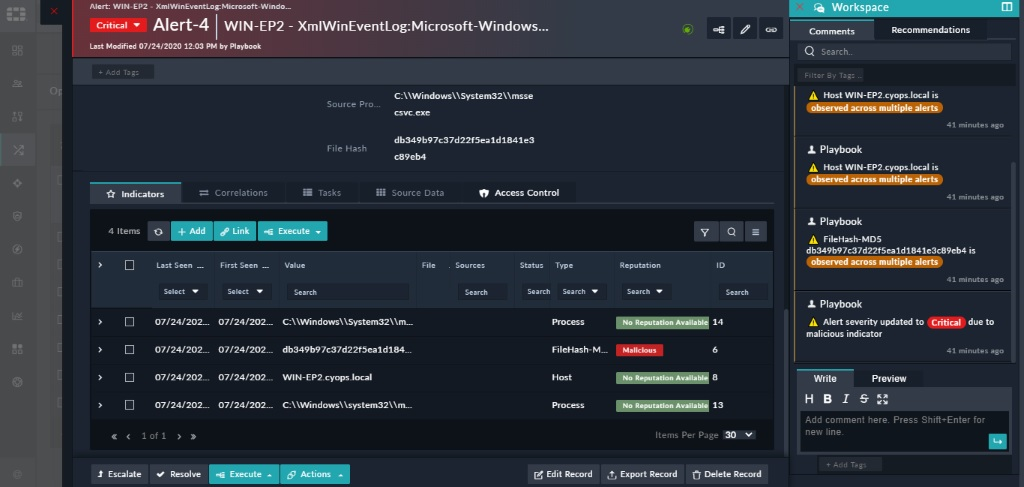 Alert: WIN-EP2 - XmlWinEventLog:Microsoft-Windo...
Critical
Alert-4
WIN-EP2 - XmlWinEventLog:Microsoft-Windows...
Last Modified 07/24/2020 12:03 PM by Playbook
+ Add Tags
Source Pro...
C:\\Windows\\System32\\msse
csvc.exe
File Hash
db349b97c37d22f5ea1d1841e3
c89eb4
Indicators
Correlations
Tasks
Source Data
Access Control
4 Items
+ Add
Link
Execute
Last Seen ...
First Seen ...
Value
File
Sources
Status
Type
Reputation
ID
Select
Select
Search
Search
Search
Search
Search
Search
07/24/202...
07/24/202...
C:\\Windows\\System32\\m...
Process
No Reputation Available
14
07/24/202...
07/24/202...
db349b97c37d22f5ea1d184...
FileHash-M...
Malicious
6
07/24/202...
07/24/202...
WIN-EP2.cyops.local
Host
No Reputation Available
8
07/24/202...
07/24/202...
C:\\Windows\\system32\\m...
Process
No Reputation Available
13
1 of 1
Items Per Page
30
Escalate
Resolve
Execute
Actions
Edit Record
Export Record
Delete Record
Workspace
Comments
Recommendations
Search..
Filter By Tags ..
Host WIN-EP2.cyops.local is
observed across multiple alerts
41 minutes ago
Playbook
Host WIN-EP2.cyops.local is
observed across multiple alerts
41 minutes ago
Playbook
FileHash-MD5
db349b97c37d22f5ea1d1841e3c89eb4 is
observed across multiple alerts
41 minutes ago
Playbook
Alert severity updated to Critical due to
malicious indicator
41 minutes ago
Write
Preview
H B I S
Add comment here. Press Shift+Enter for
new line.
+ Add Tags